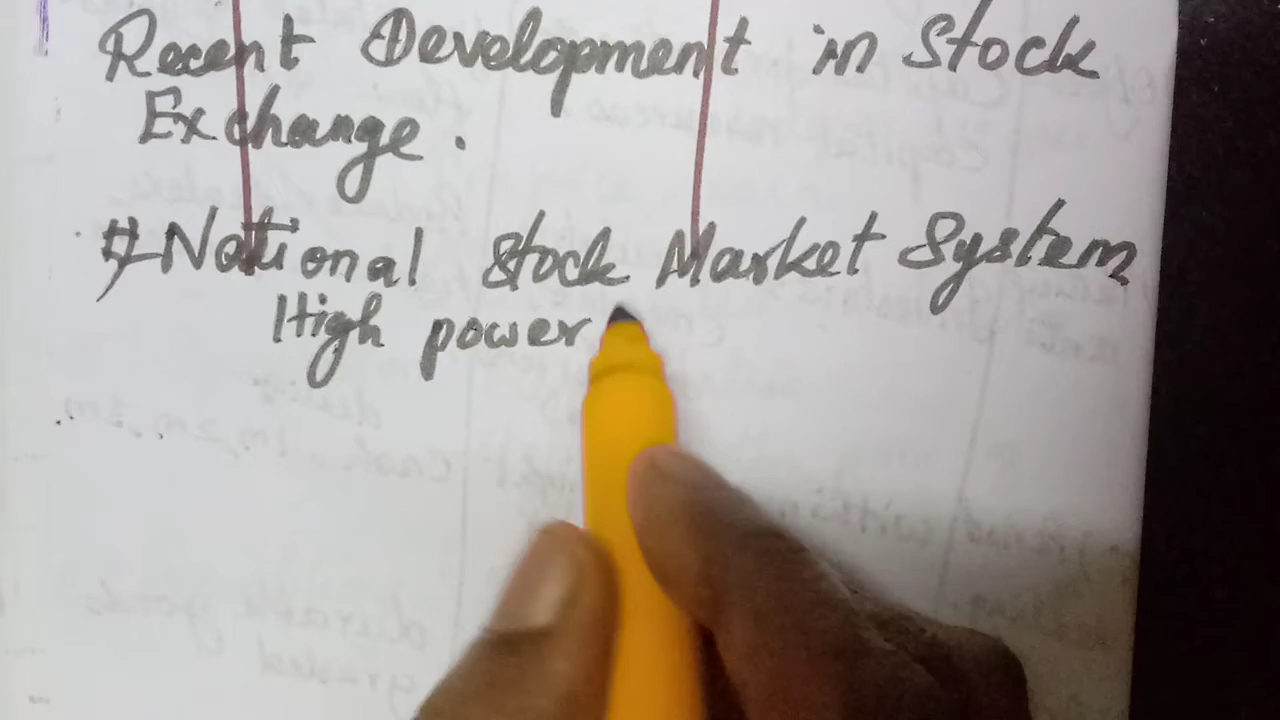 Recent Development in Stock
Exchange.
#National Stock Market System
High power